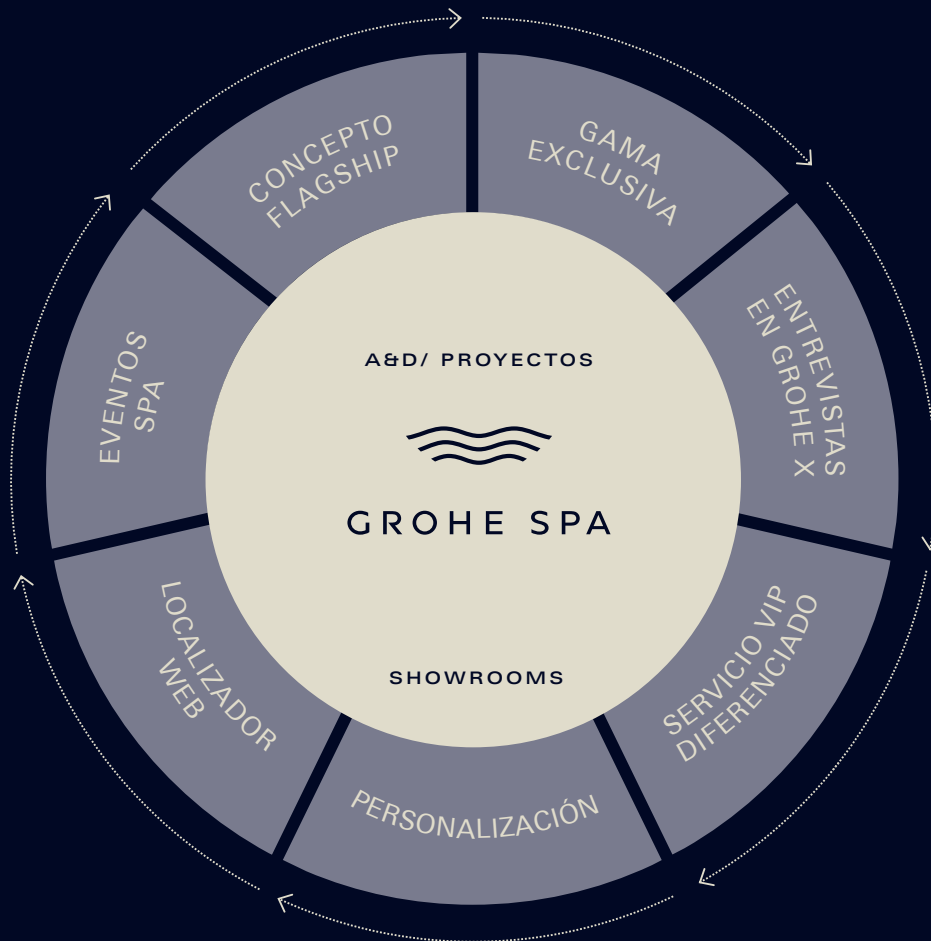 CONCEPTO
FLAGSHIP
GAMA
EXCLUSIVA
ENTREVISTAS
EN GROHE X
SERVICIO VIP
DIFERENCIADO
PERSONALIZACIÓN
LOCALIZADOR
WEB
EVENTOS
SPA
A&D/ PROYECTOS
GROHE SPA
SHOWROOMS